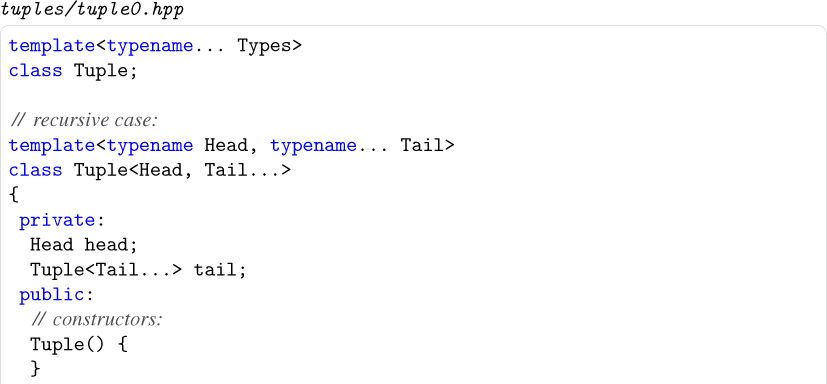 tuples/tuple0.hpp
template<typename... Types>
class Tuple;
// recursive case:
template<typename Head, typename... Tail>
class Tuple<Head, Tail...>
{
private:
Head head;
Tuple<Tail...> tail;
public:
// constructors:
Tuple() {
}